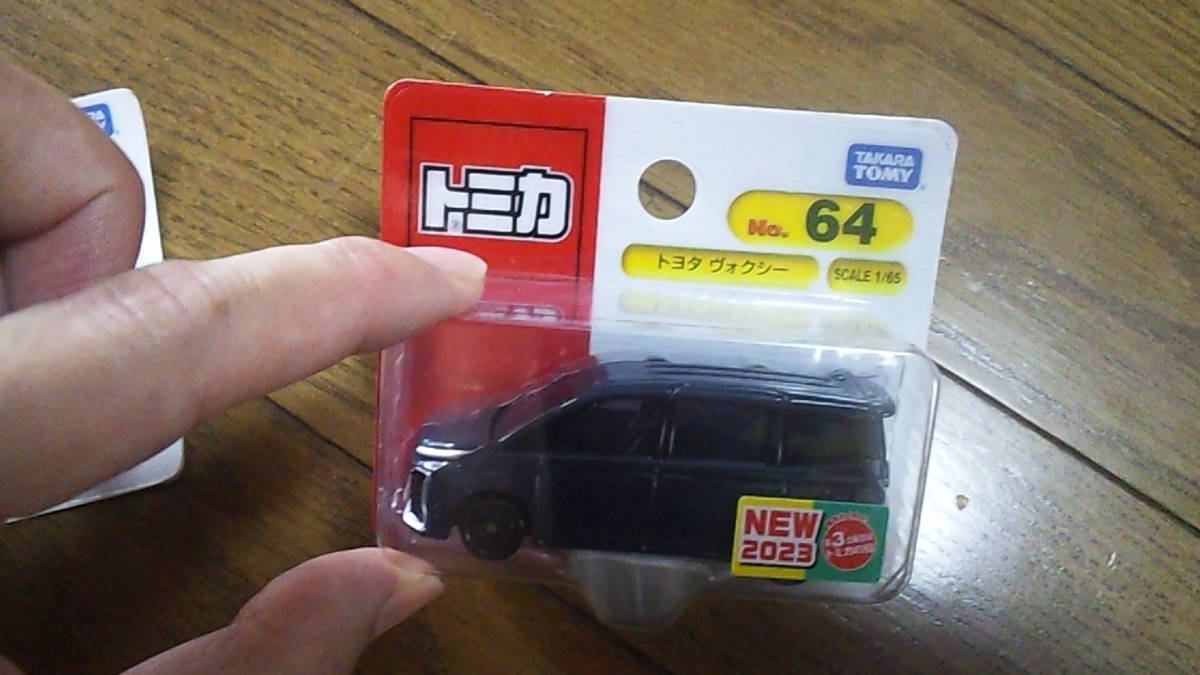 トミカ
TAKARA
TOMY
No. 64
トヨタ ヴォクシー
SCALE 1/65
NEW
2023